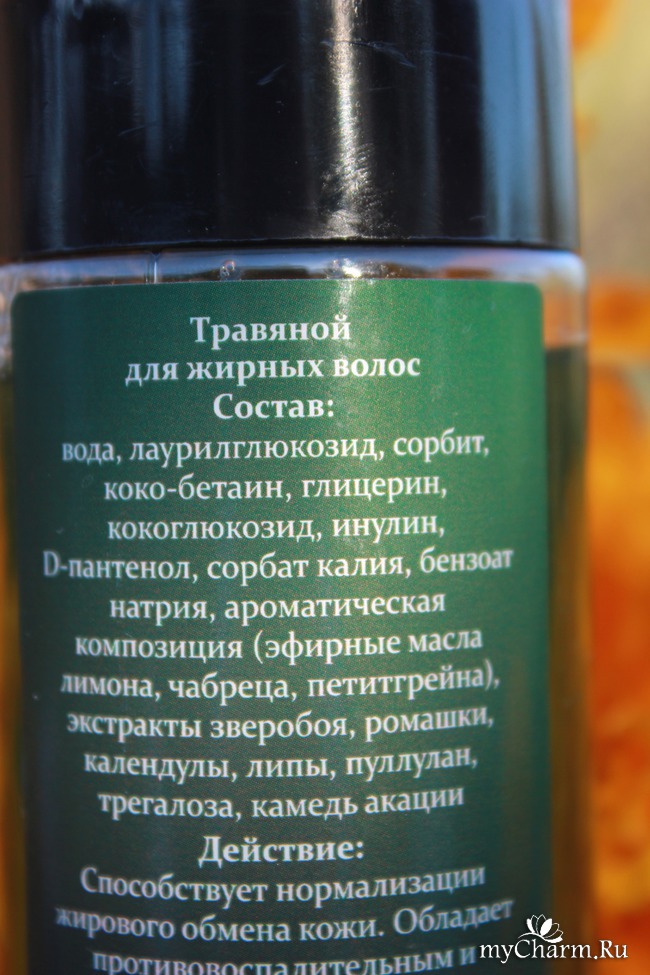 Травяной
для жирных волос
Состав:
вода, лаурилглюкозид, сорбит,
коко-бетаин, глицерин,
кокоглюкозид, инулин,
D-пантенол, сорбат калия, бензоат
натрия, ароматическая
композиция (эфирные масла
лимона, чабреца, петитгрейна),
экстракты зверобоя, ромашки,
календулы, липы, пуллулан,
трегалоза, камедь акации
Действие:
Способствует нормализации
жирового обмена кожи. Обладает
противовоспалительным и
myCharm.Ru